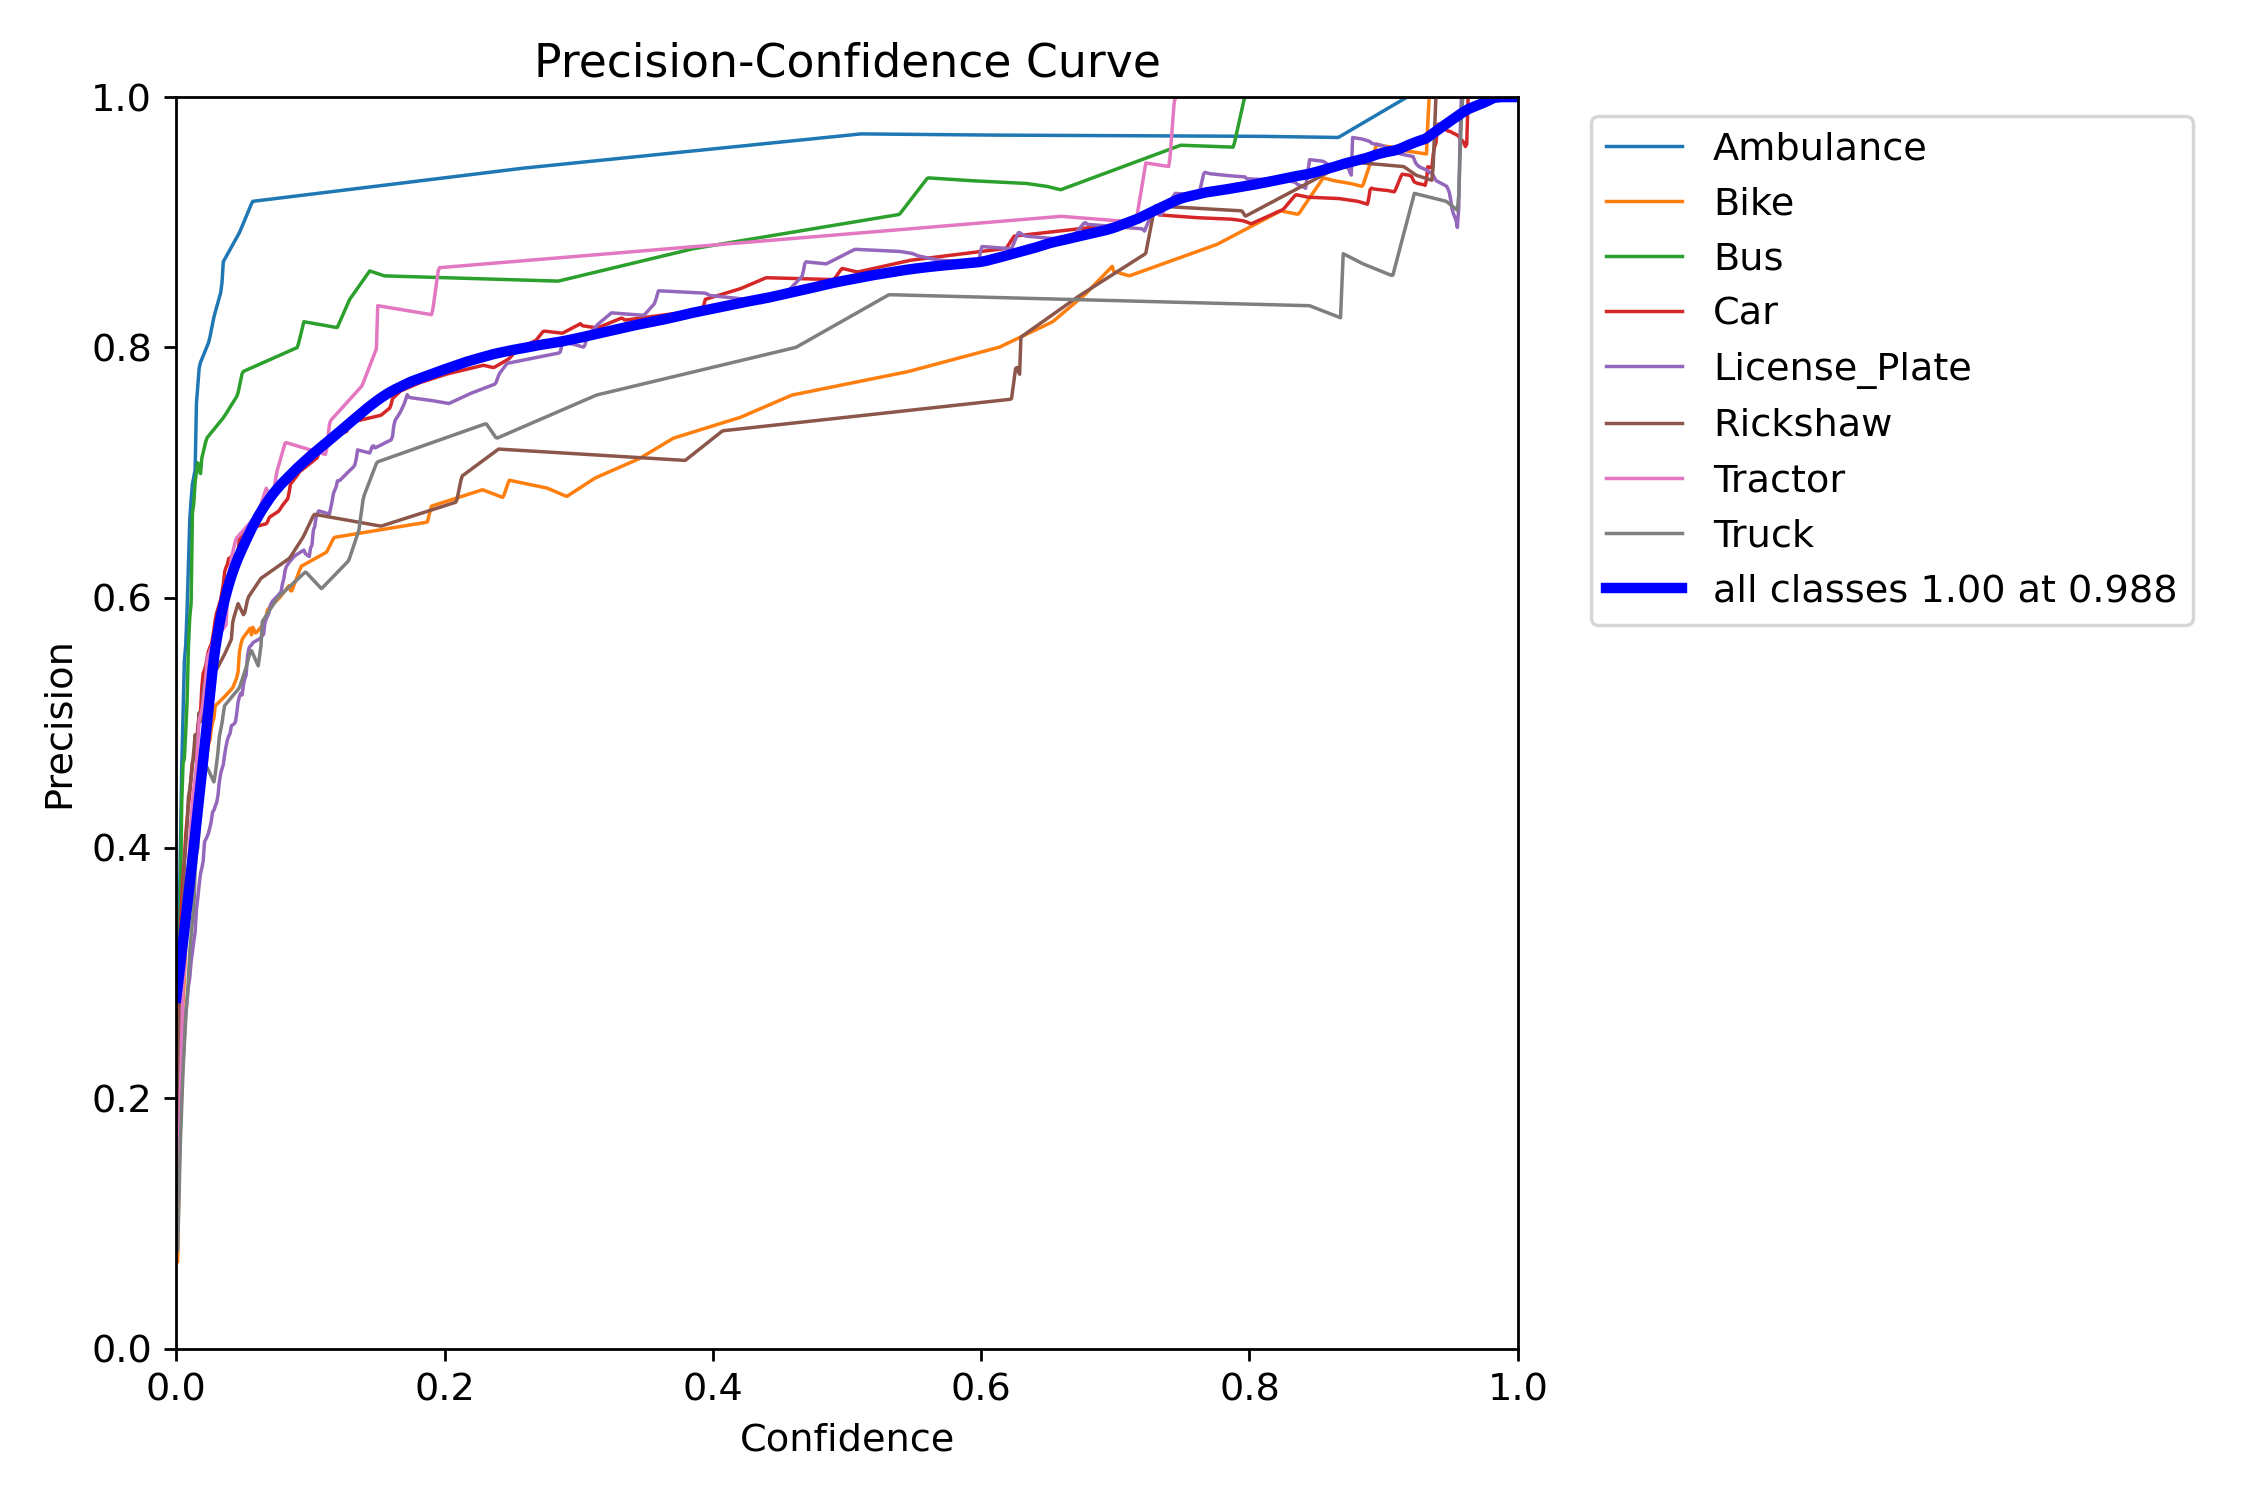 Precision-Confidence Curve
1.0
0.8
0.6
0.4
0.2
0.0
Precision
0.0 0.2 0.4 0.6 0.8 1.0
Confidence
Ambulance
Bike
Bus
Car
License_Plate
Rickshaw
Tractor
Truck
all classes 1.00 at 0.988